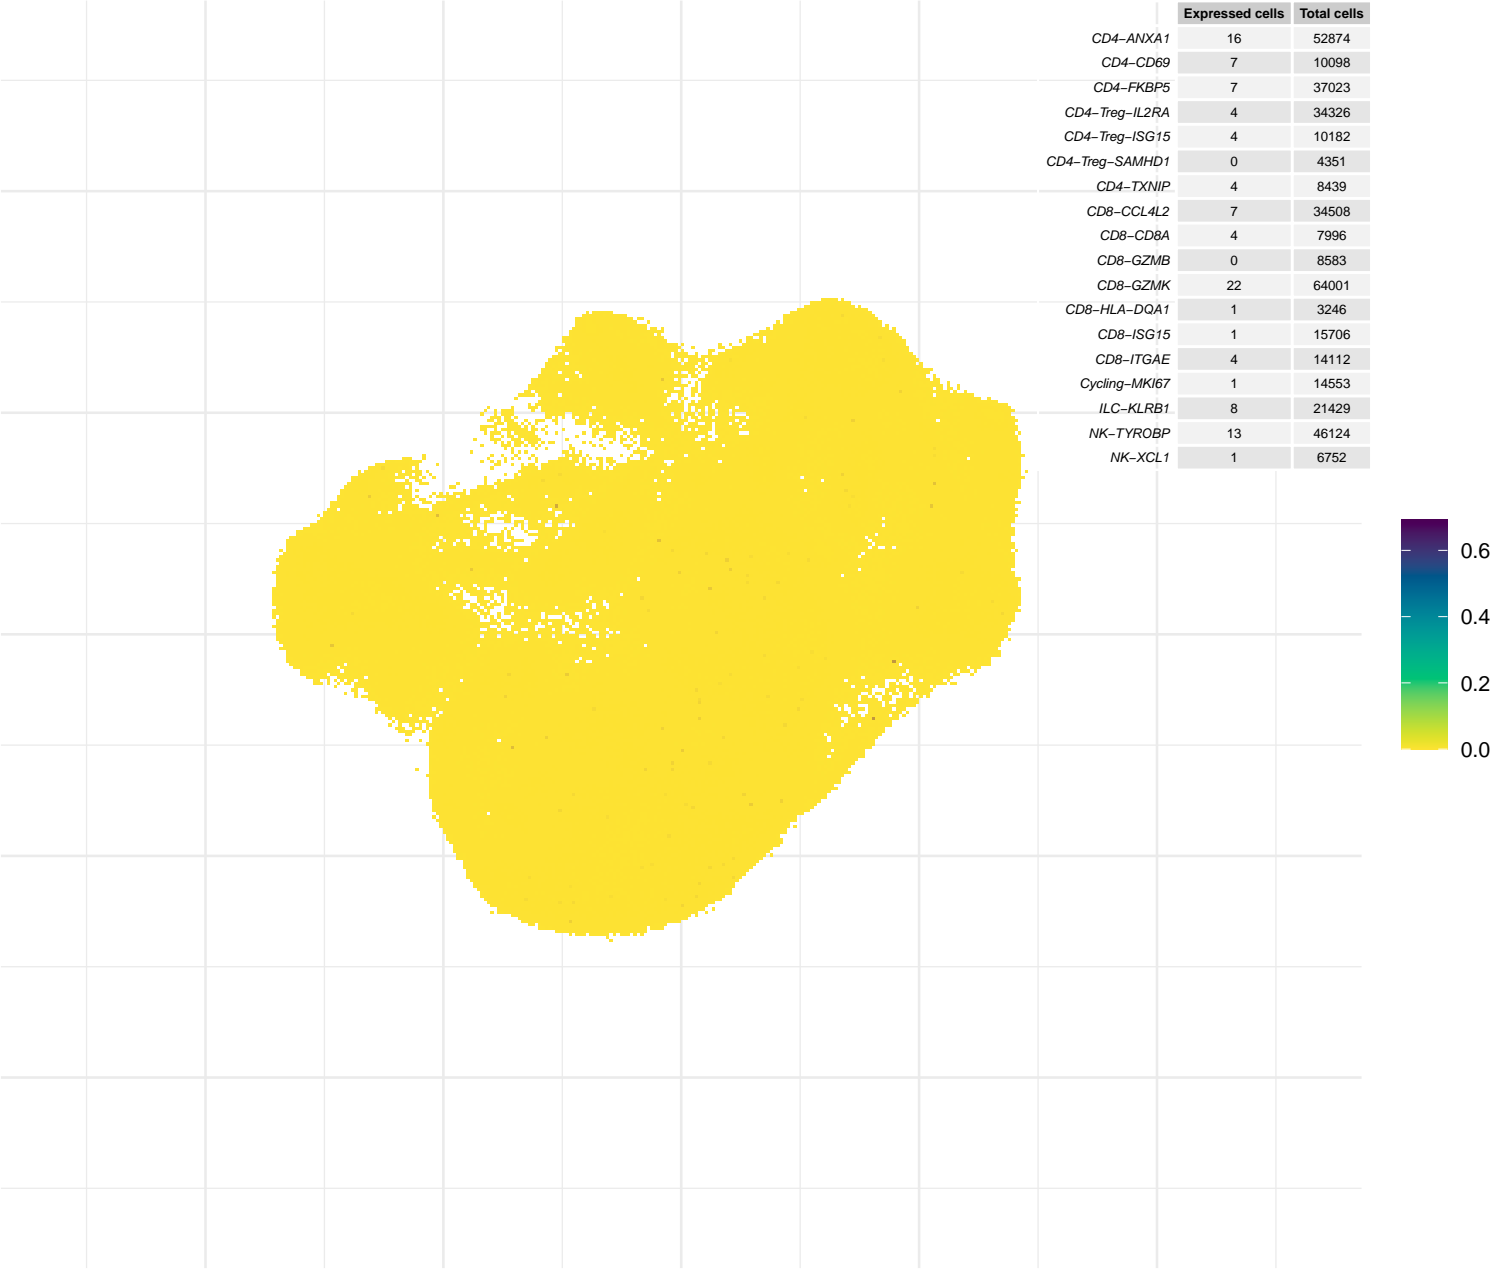 Expressed cells Total cells
CD4−ANXA1 16 52874
CD4−CD69 7 10098
CD4−FKBP5 7 37023
CD4−Treg−IL2RA 4 34326
CD4−Treg−ISG15 4 10182
CD4−Treg−SAMHD1 0 4351
CD4−TXNIP 4 8439
CD8−CCL4L2 7 34508
CD8−CD8A 4 7996
CD8−GZMB 0 8583
CD8−GZMK 22 64001
CD8−HLA−DQA1 1 3246
CD8−ISG15 1 15706
CD8−ITGAE 4 14112
Cycling−MKI67 1 14553
ILC−KLRB1 8 21429
NK−TYROBP 13 46124
NK−XCL1 1 6752
0.6
0.4
0.2
0.0